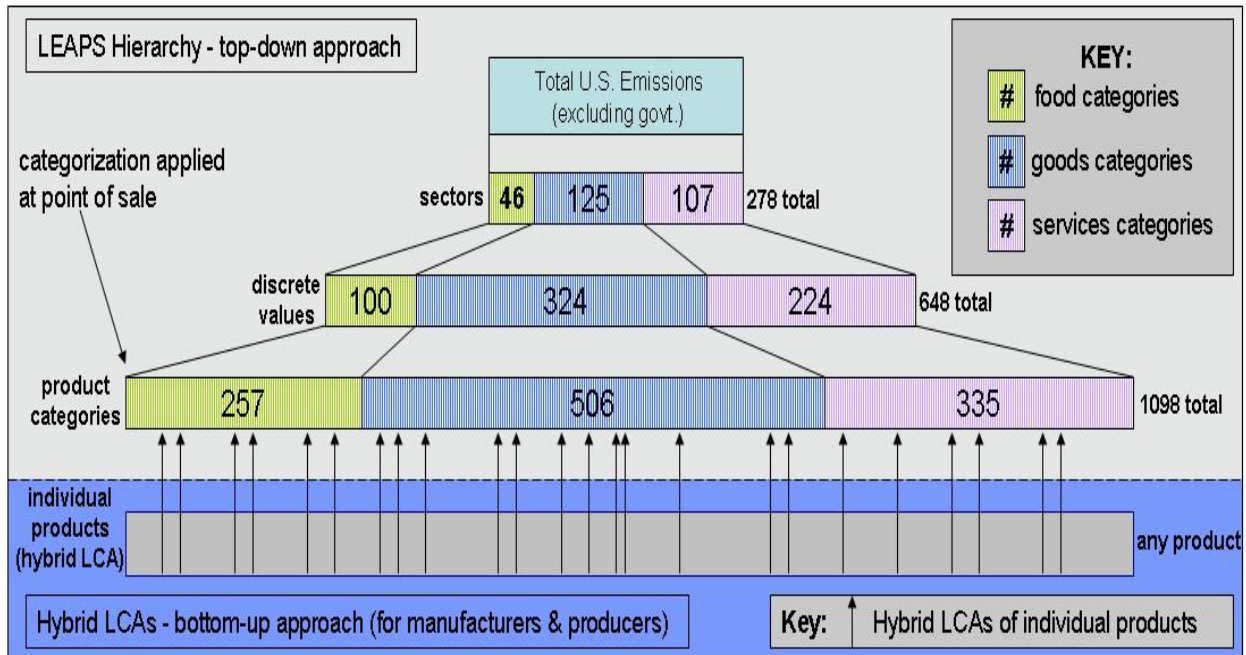 LEAPS Hierarchy - top-down approach
Total U.S. Emissions
(excluding govt.)
KEY:
# food categories
# goods categories
# services categories
categorization applied
at point of sale
sectors 46 125 107 278 total
discrete
values
100 324 224 648 total
product
categories
257 506 335 1098 total
individual
products
(hybrid LCA)
any product
Hybrid LCAs - bottom-up approach (for manufacturers & producers)
Key: Hybrid LCAs of individual products